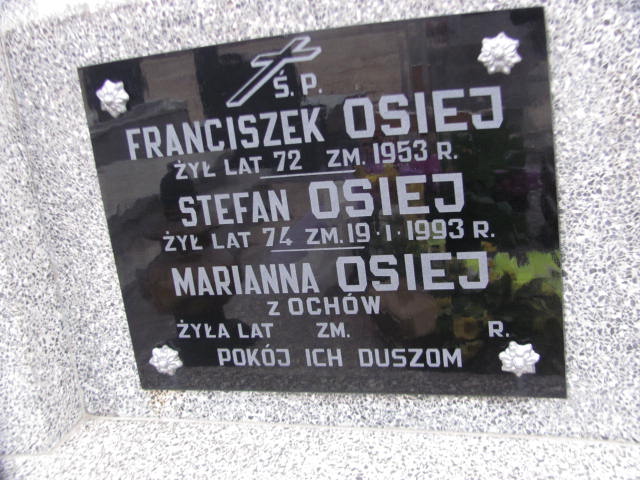 Ś. P.
FRANCISZEK OSIEJ
ŻYŁ LAT 72 ZM. 1953 R.
STEFAN OSIEJ
ŻYŁ LAT 74 ZM. 19·I·1993 R.
MARIANNA OSIEJ
Z OCHÓW
ŻYŁA LAT ZM. R.
POKÓJ ICH DUSZOM